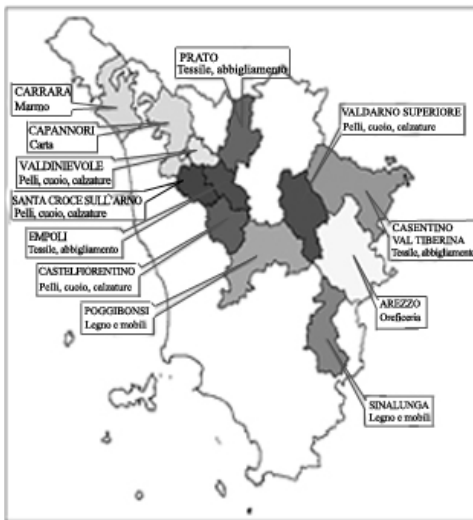 PRATO
Tessile, abbigliamento
CARRARA
Marmo
CAPANNORI
Carta
VALDINIEVOLE
Pelli, cuoio, calzature
SANTA CROCE SULL'ARNO
Pelli, cuoio, calzature
EMPOLI
Tessile, abbigliamento
CASTELFIORENTINO
Pelli, cuoio, calzature
POGGIBONSI
Legno e mobili
VALDARNO SUPERIORE
Pelli, cuoio, calzature
CASENTINO
VAL TIBERINA
Tessile, abbigliamento
AREZZO
Oreficeria
SINALUNGA
Legno e mobili